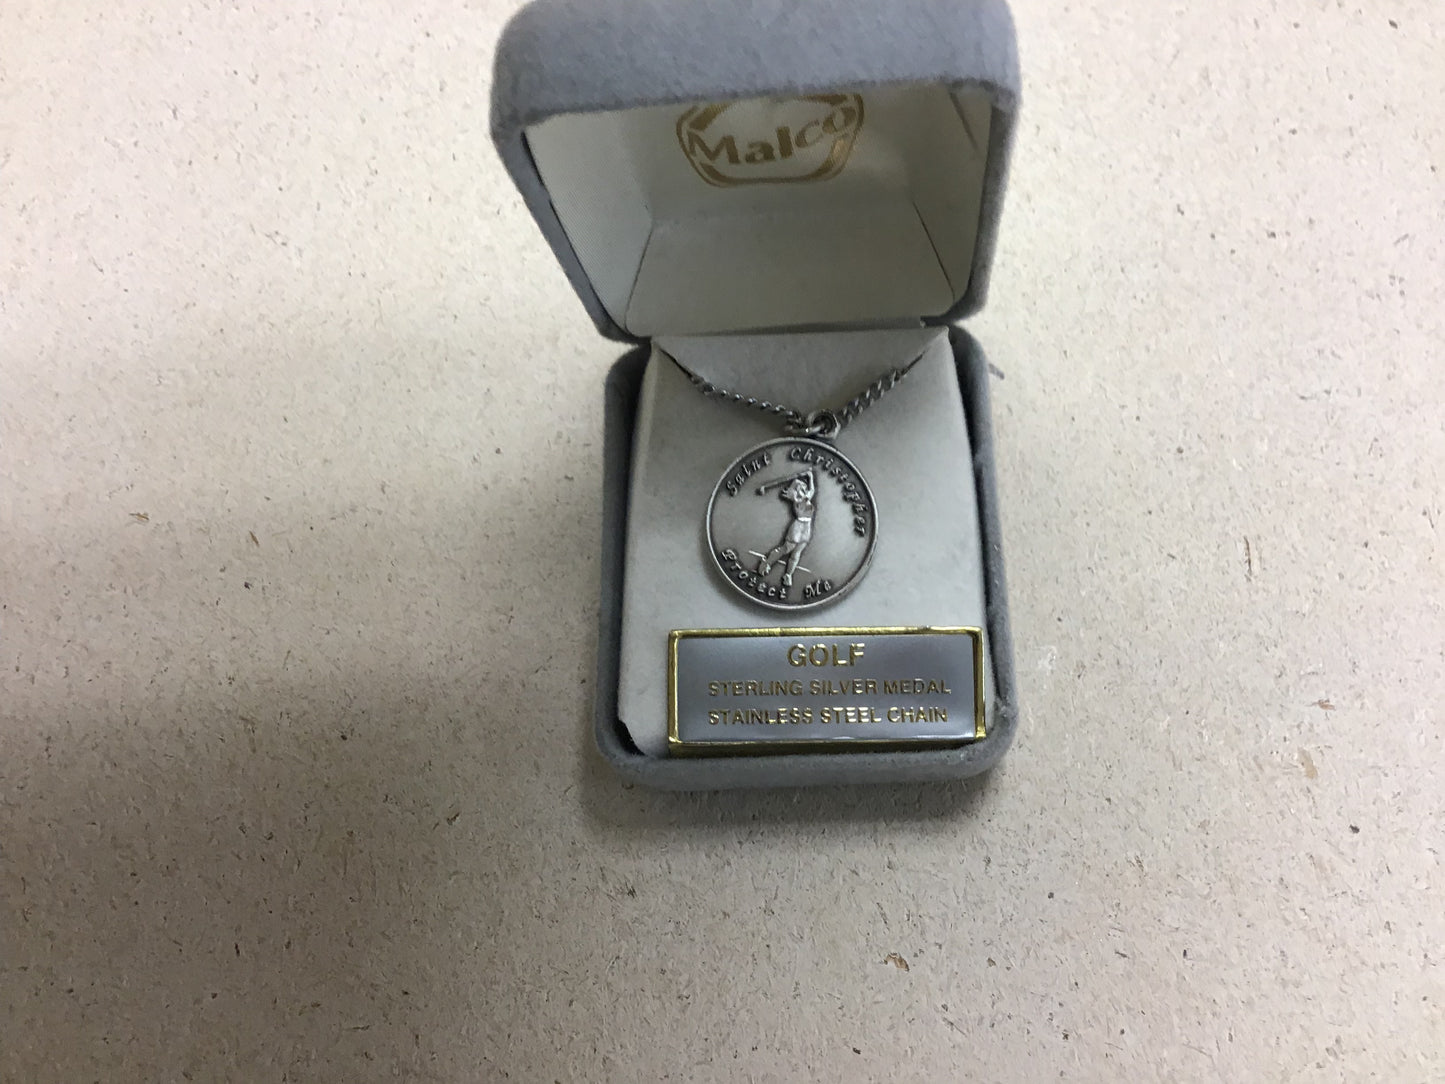 Malco
Saint Christopher
Protect Me
GOLF
STERLING SILVER MEDAL
STAINLESS STEEL CHAIN